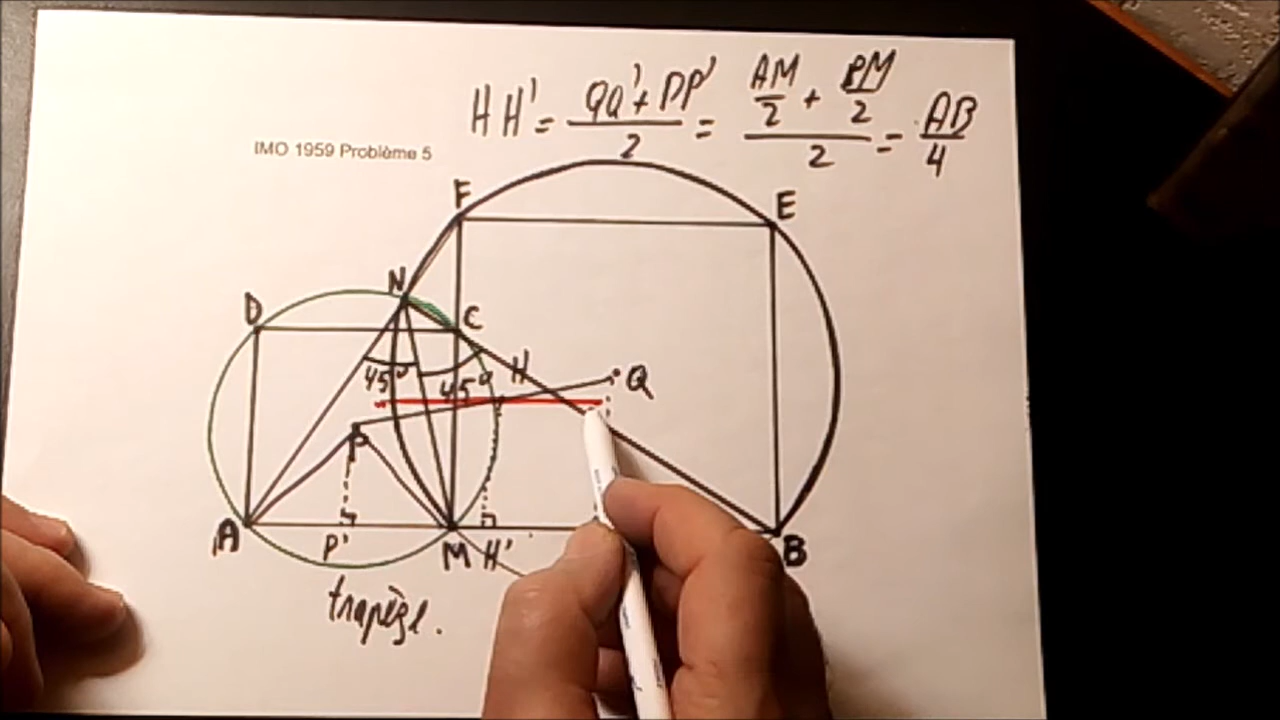 HH' = (QQ' + PP')/2 = (AM/2 + BM/2)/2 = AB/4
IMO 1959 Problème 5
F E
N
D C
45° 45° H Q
P
A P' M H' B
trapèze.